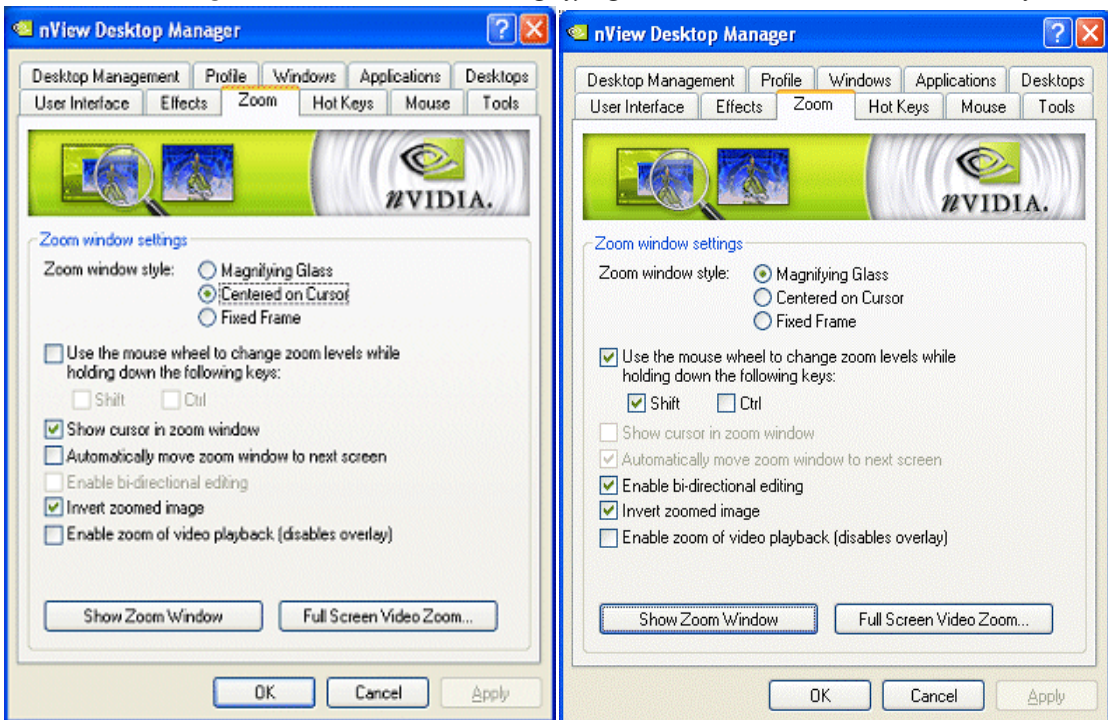 nView Desktop Manager
Desktop Management Profile Windows Applications Desktops
User Interface Effects Zoom Hot Keys Mouse Tools
nVIDIA.
Zoom window settings
Zoom window style: Magnifying Glass
Centered on Cursor
Fixed Frame
Use the mouse wheel to change zoom levels while
holding down the following keys:
Shift Ctrl
Show cursor in zoom window
Automatically move zoom window to next screen
Enable bi-directional editing
Invert zoomed image
Enable zoom of video playback (disables overlay)
Show Zoom Window Full Screen Video Zoom...
OK Cancel Apply
nView Desktop Manager
Desktop Management Profile Windows Applications Desktops
User Interface Effects Zoom Hot Keys Mouse Tools
nVIDIA.
Zoom window settings
Zoom window style: Magnifying Glass
Centered on Cursor
Fixed Frame
Use the mouse wheel to change zoom levels while
holding down the following keys:
Shift Ctrl
Show cursor in zoom window
Automatically move zoom window to next screen
Enable bi-directional editing
Invert zoomed image
Enable zoom of video playback (disables overlay)
Show Zoom Window Full Screen Video Zoom...
OK Cancel Apply